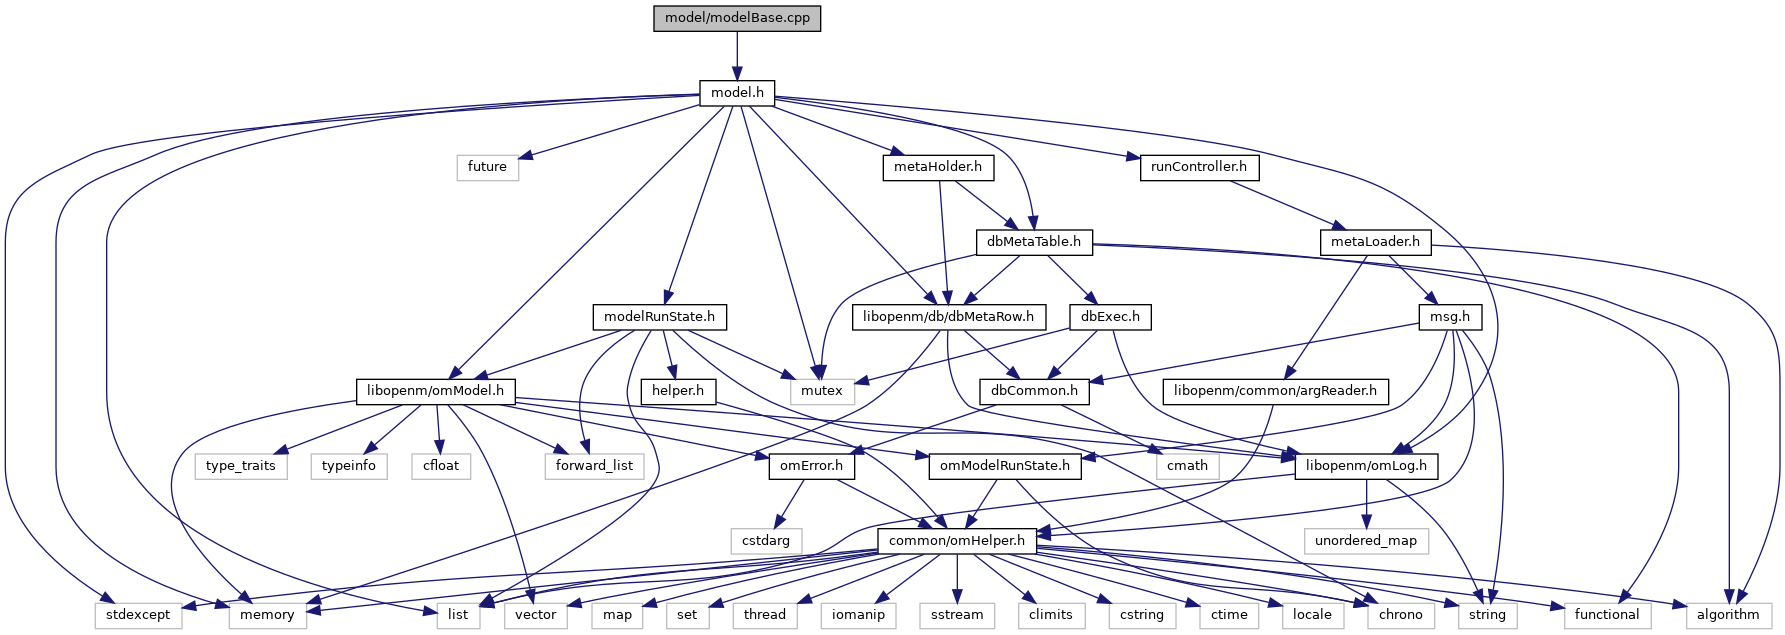 model/modelBase.cpp
model.h
future
metaHolder.h
runController.h
dbMetaTable.h
metaLoader.h
modelRunState.h
libopenm/db/dbMetaRow.h
dbExec.h
msg.h
libopenm/omModel.h
helper.h
mutex
dbCommon.h
libopenm/common/argReader.h
type_traits
typeinfo
cfloat
forward_list
omError.h
omModelRunState.h
cmath
libopenm/omLog.h
cstdarg
common/omHelper.h
unordered_map
stdexcept
memory
list
vector
map
set
thread
iomanip
sstream
climits
cstring
ctime
locale
chrono
string
functional
algorithm